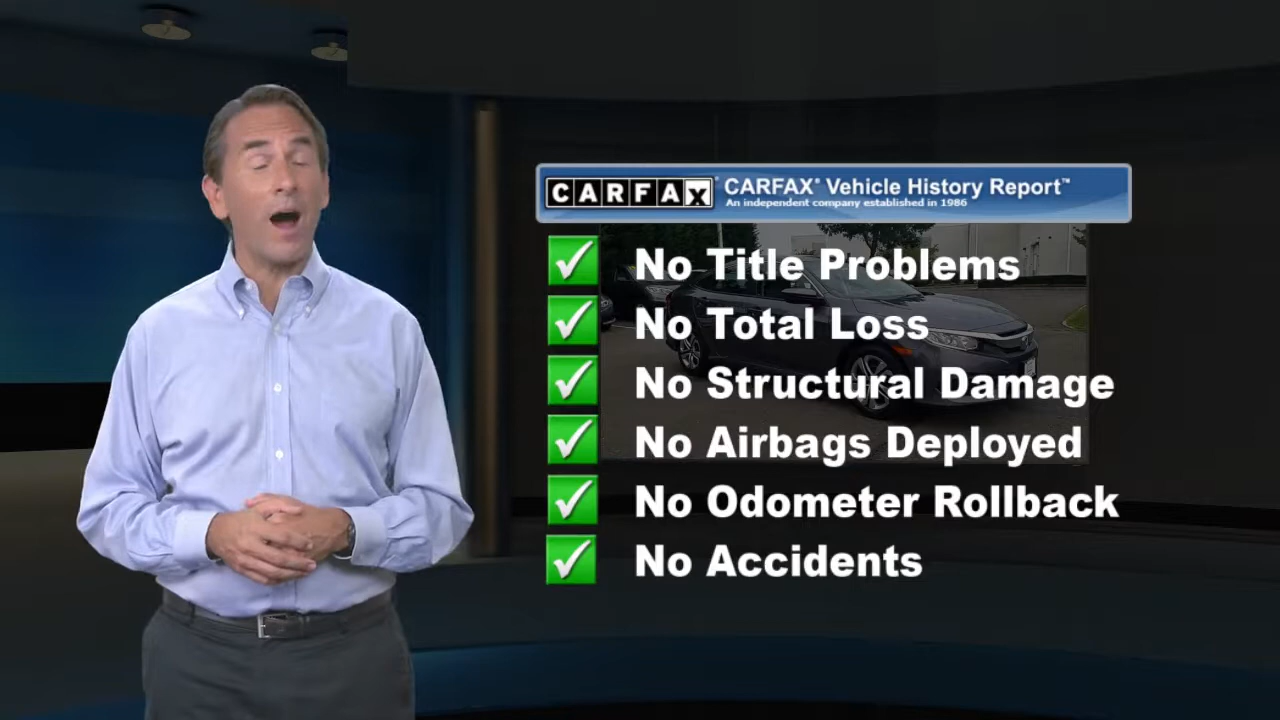 CARFAX® CARFAX® Vehicle History Report™
An independent company established in 1986
No Title Problems
No Total Loss
No Structural Damage
No Airbags Deployed
No Odometer Rollback
No Accidents